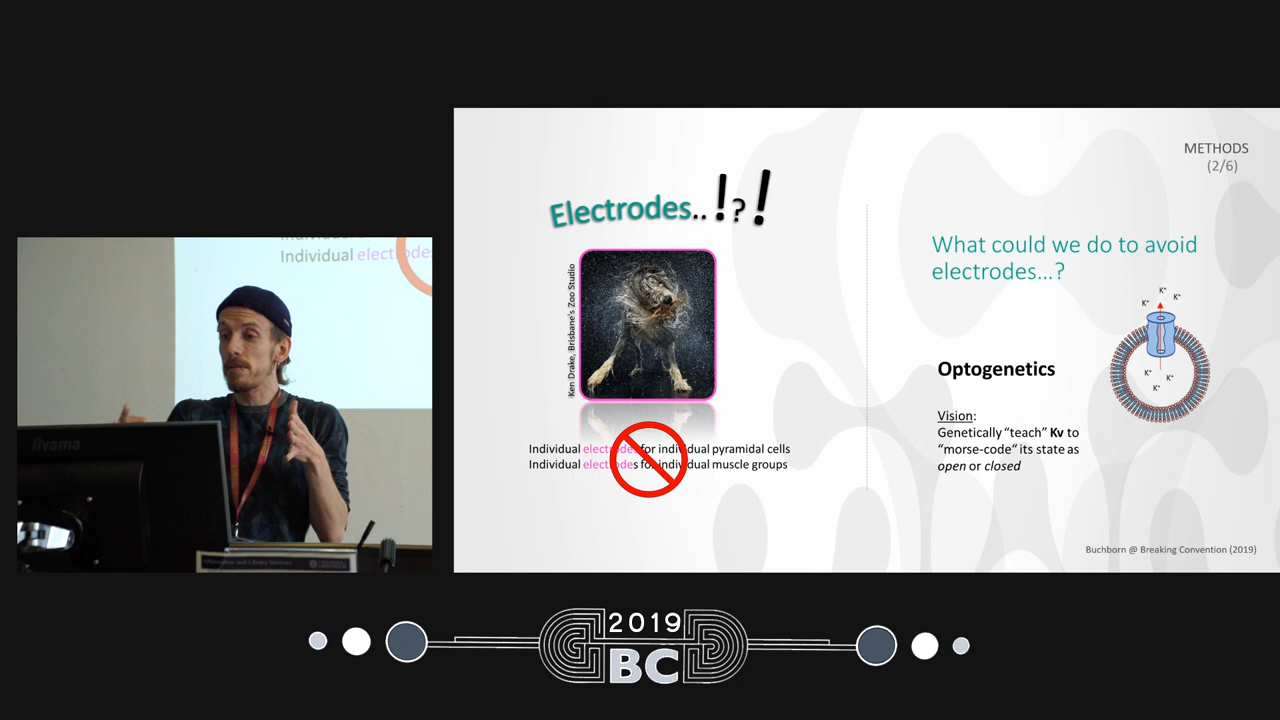 Individual electrodes
iiyama
METHODS
(2/6)
Electrodes..!?!
Ken Drake, Brisbane's Zoo Studio
Individual electrodes for individual pyramidal cells
Individual electrodes for individual muscle groups
What could we do to avoid
electrodes…?
K⁺
K⁺ K⁺
K⁺ K⁺
K⁺
Optogenetics
Vision:
Genetically “teach” Kv to
“morse-code“ its state as
open or closed
Buchborn @ Breaking Convention (2019)
2019
BC